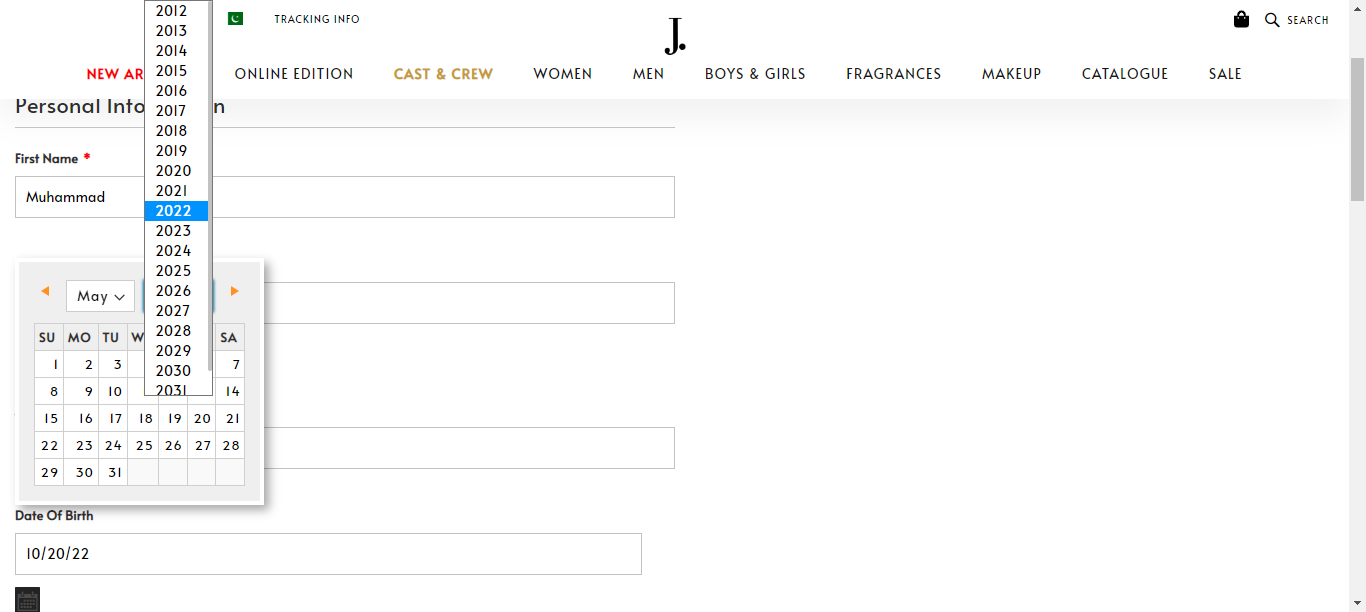 TRACKING INFO
J.
SEARCH
NEW AR
ONLINE EDITION
CAST & CREW
WOMEN
MEN
BOYS & GIRLS
FRAGRANCES
MAKEUP
CATALOGUE
SALE
2012
2013
2014
2015
2016
2017
2018
2019
2020
2021
2022
2023
2024
2025
2026
2027
2028
2029
2030
2031
Personal Info n
First Name *
Muhammad
May
SU MO TU W SA
1 2 3 7
8 9 10 14
15 16 17 18 19 20 21
22 23 24 25 26 27 28
29 30 31
Date Of Birth
10/20/22